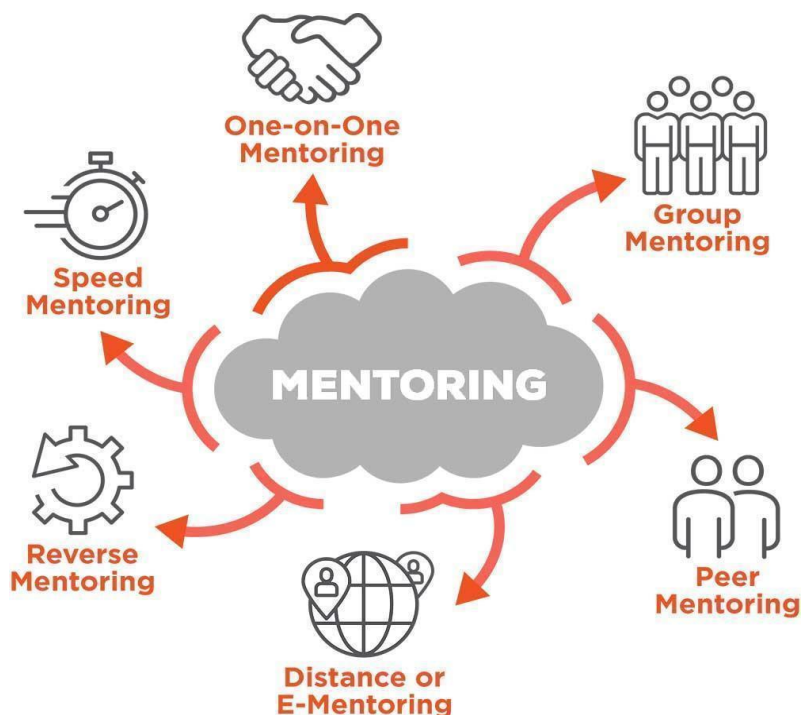 One-on-One
Mentoring
Group
Mentoring
Speed
Mentoring
MENTORING
Reverse
Mentoring
Peer
Mentoring
Distance or
E-Mentoring